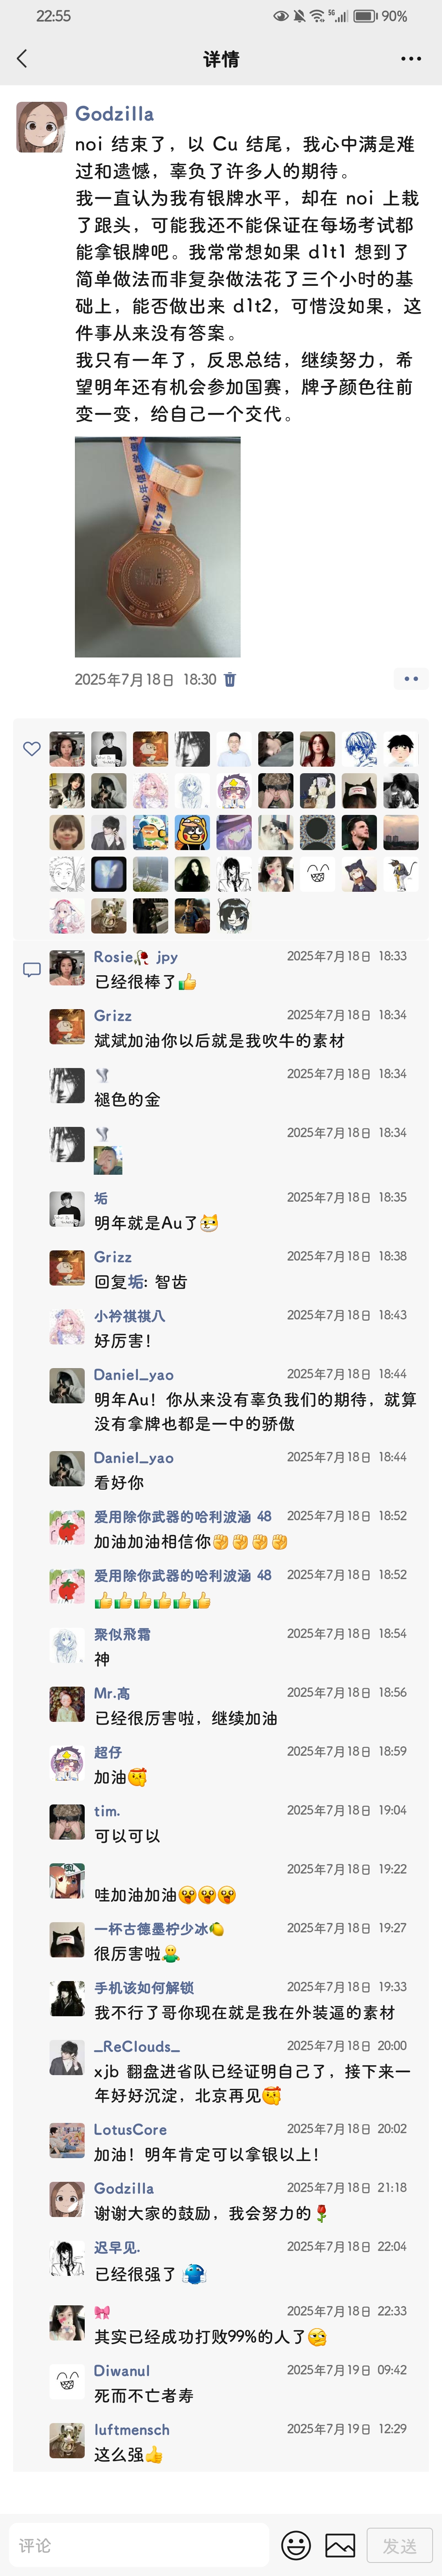 22:55
5G
90%
详情
Godzilla
noi 结束了，以 Cu 结尾，我心中满是难
过和遗憾，辜负了许多人的期待。
我一直认为我有银牌水平，却在 noi 上栽
了跟头，可能我还不能保证在每场考试都
能拿银牌吧。我常常想如果 d1t1 想到了
简单做法而非复杂做法花了三个小时的基
础上，能否做出来 d1t2，可惜没如果，这
件事从来没有答案。
我只有一年了，反思总结，继续努力，希
望明年还有机会参加国赛，牌子颜色往前
变一变，给自己一个交代。
2025年7月18日 18:30
Rosie🥀 jpy 2025年7月18日 18:33
已经很棒了👍
Grizz 2025年7月18日 18:34
斌斌加油你以后就是我吹牛的素材
2025年7月18日 18:34
褪色的金
2025年7月18日 18:34
垢 2025年7月18日 18:35
明年就是Au了😹
Grizz 2025年7月18日 18:38
回复垢: 智齿
小衿祺祺八 2025年7月18日 18:43
好厉害！
Daniel_yao 2025年7月18日 18:44
明年Au！你从来没有辜负我们的期待，就算
没有拿牌也都是一中的骄傲
Daniel_yao 2025年7月18日 18:44
看好你
爱用除你武器的哈利波涵 48 2025年7月18日 18:52
加油加油相信你✊✊✊✊
爱用除你武器的哈利波涵 48 2025年7月18日 18:52
👍👍👍👍👍👍
聚似飛霜 2025年7月18日 18:54
神
Mr.高 2025年7月18日 18:56
已经很厉害啦，继续加油
超仔 2025年7月18日 18:59
加油
tim. 2025年7月18日 19:04
可以可以
2025年7月18日 19:22
哇加油加油
一杯古德墨柠少冰🍋 2025年7月18日 19:27
很厉害啦
手机该如何解锁 2025年7月18日 19:33
我不行了哥你现在就是我在外装逼的素材
_ReClouds_ 2025年7月18日 20:00
xjb 翻盘进省队已经证明自己了，接下来一
年好好沉淀，北京再见
LotusCore 2025年7月18日 20:02
加油！明年肯定可以拿银以上！
Godzilla 2025年7月18日 21:18
谢谢大家的鼓励，我会努力的🌹
迟早见. 2025年7月18日 22:04
已经很强了
🎀 2025年7月18日 22:33
其实已经成功打败99%的人了
Diwanul 2025年7月19日 09:42
死而不亡者寿
luftmensch 2025年7月19日 12:29
这么强👍
评论
发送